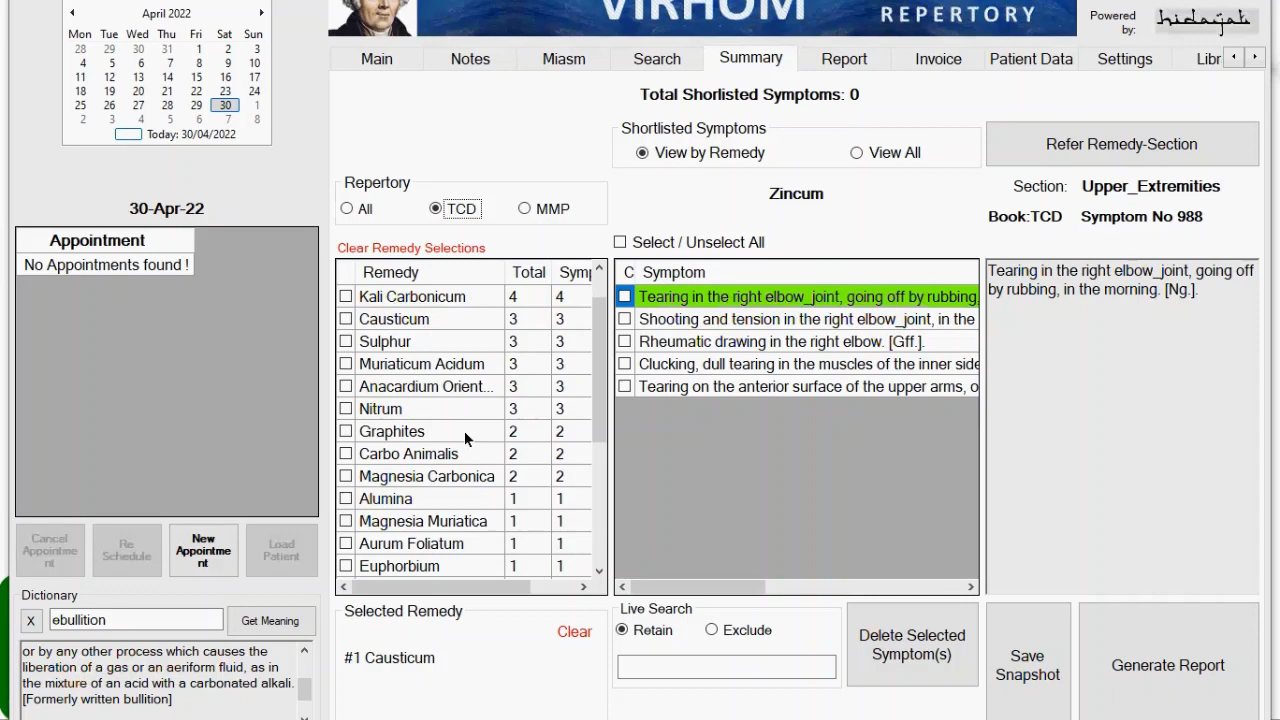 April 2022
Mon Tue Wed Thu Fri Sat Sun
28 29 30 31 1 2 3
4 5 6 7 8 9 10
11 12 13 14 15 16 17
18 19 20 21 22 23 24
25 26 27 28 29 30 1
2 3 4 5 6 7 8
Today: 30/04/2022
30-Apr-22
Appointment
No Appointments found !
Cancel
Appointme
nt
Re
Schedule
New
Appointme
nt
Load
Patient
Dictionary
X
ebullition
Get Meaning
or by any other process which causes the
liberation of a gas or an aeriform fluid, as in
the mixture of an acid with a carbonated alkali.
[Formerly written bullition]
VIRHOM
REPERTORY
Powered
by:
hidayah
Main Notes Miasm Search Summary Report Invoice Patient Data Settings Libr
Total Shorlisted Symptoms: 0
Shortlisted Symptoms
View by Remedy View All
Refer Remedy-Section
Repertory
All TCD MMP
Zincum
Section: Upper_Extremities
Book:TCD Symptom No 988
Clear Remedy Selections
Select / Unselect All
Remedy Total Symp
Kali Carbonicum 4 4
Causticum 3 3
Sulphur 3 3
Muriaticum Acidum 3 3
Anacardium Orient... 3 3
Nitrum 3 3
Graphites 2 2
Carbo Animalis 2 2
Magnesia Carbonica 2 2
Alumina 1 1
Magnesia Muriatica 1 1
Aurum Foliatum 1 1
Euphorbium 1 1
C Symptom
Tearing in the right elbow_joint, going off by rubbing,
Shooting and tension in the right elbow_joint, in the
Rheumatic drawing in the right elbow. [Gff.].
Clucking, dull tearing in the muscles of the inner side
Tearing on the anterior surface of the upper arms, o
Tearing in the right elbow_joint, going off
by rubbing, in the morning. [Ng.].
Selected Remedy
Clear
#1 Causticum
Live Search
Retain Exclude
Delete Selected
Symptom(s)
Save
Snapshot
Generate Report